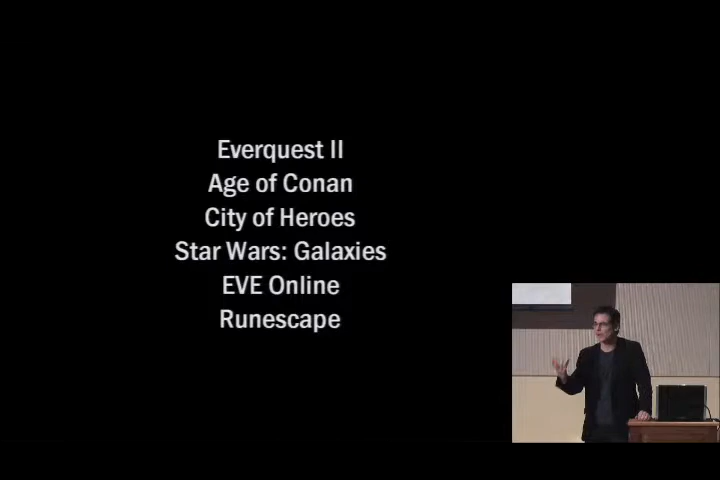 Everquest II
Age of Conan
City of Heroes
Star Wars: Galaxies
EVE Online
Runescape